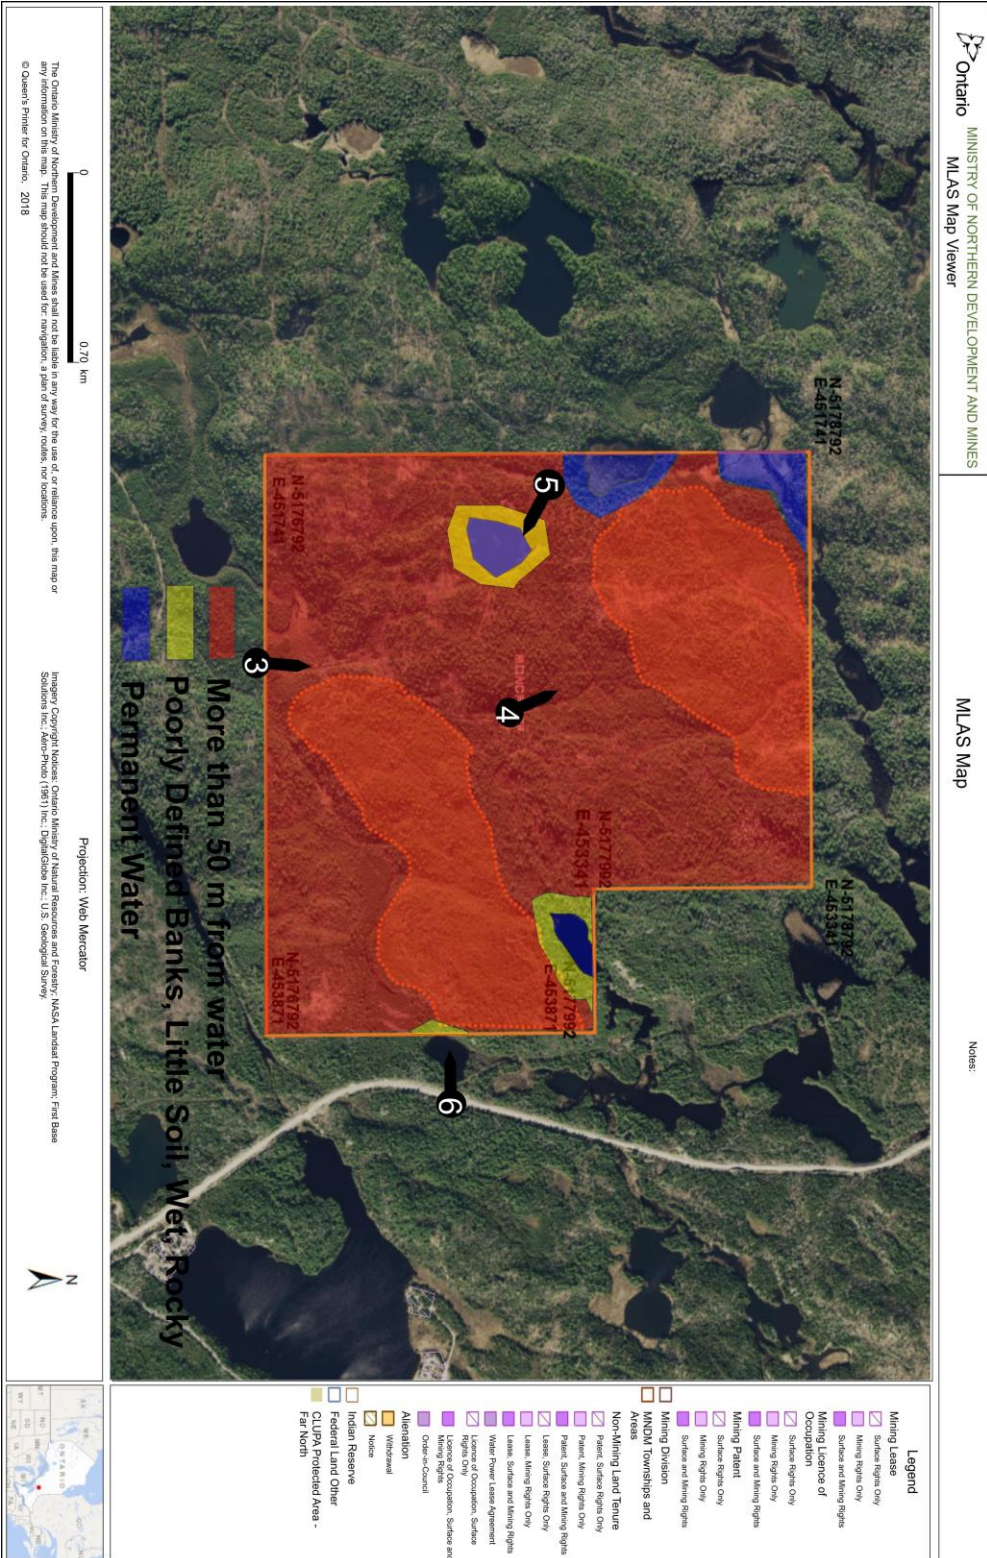 Ontario
MINISTRY OF NORTHERN DEVELOPMENT AND MINES
MLAS Map Viewer
MLAS Map
Notes:
N-5178792
E-451741
N-5178792
E-453341
N-5177992
E-453341
E-453871
N-5176792
E-451741
N-5176792
E-453871
5
4
3
6
More than 50 m from water
Poorly Defined Banks, Little Soil, Wet, Rocky
Permanent Water
Legend
Mining Lease
Surface Rights Only
Mining Rights Only
Surface and Mining Rights
Mining Licence of
Occupation
Surface Rights Only
Mining Rights Only
Surface and Mining Rights
Mining Patent
Surface Rights Only
Mining Rights Only
Surface and Mining Rights
Mining Division
MNDM Townships and
Areas
Non-Mining Land Tenure
Patent, Surface Rights Only
Patent, Mining Rights Only
Patent, Surface and Mining Rights
Lease, Surface Rights Only
Lease, Mining Rights Only
Lease, Surface and Mining Rights
Water Power Lease Agreement
Licence of Occupation, Surface
Rights Only
Licence of Occupation, Surface and
Mining Rights
Order-in-Council
Alienation
Withdrawal
Notice
Indian Reserve
Federal Land Other
CLUPA Protected Area -
Far North
0 0.70 km
Projection: Web Mercator
N
The Ontario Ministry of Northern Development and Mines shall not be liable in any way for the use of, or reliance upon, this map or
any information on this map. This map should not be used for: navigation, a plan of survey, routes, nor locations.
© Queen's Printer for Ontario, 2018
Imagery Copyright Notices: Ontario Ministry of Natural Resources and Forestry; NASA Landsat Program; First Base
Solutions Inc.; Aéro-Photo (1961) Inc.; DigitalGlobe Inc.; U.S. Geological Survey.
ONTARIO